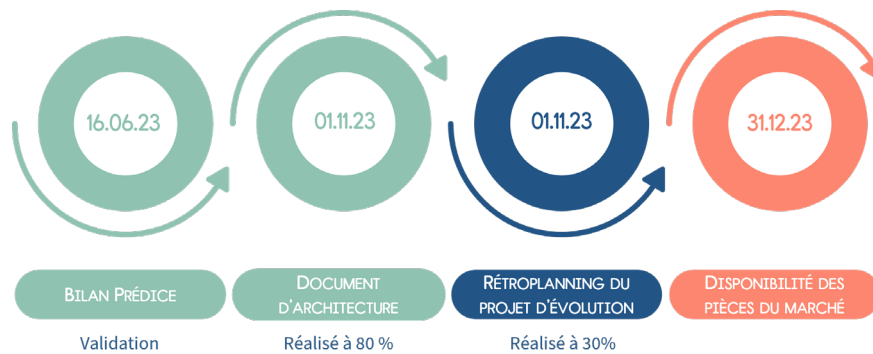 16.06.23
01.11.23
01.11.23
31.12.23
BILAN PRÉDICE
DOCUMENT
D'ARCHITECTURE
RÉTROPLANNING DU
PROJET D'ÉVOLUTION
DISPONIBILITÉ DES
PIÈCES DU MARCHÉ
Validation
Réalisé à 80 %
Réalisé à 30%